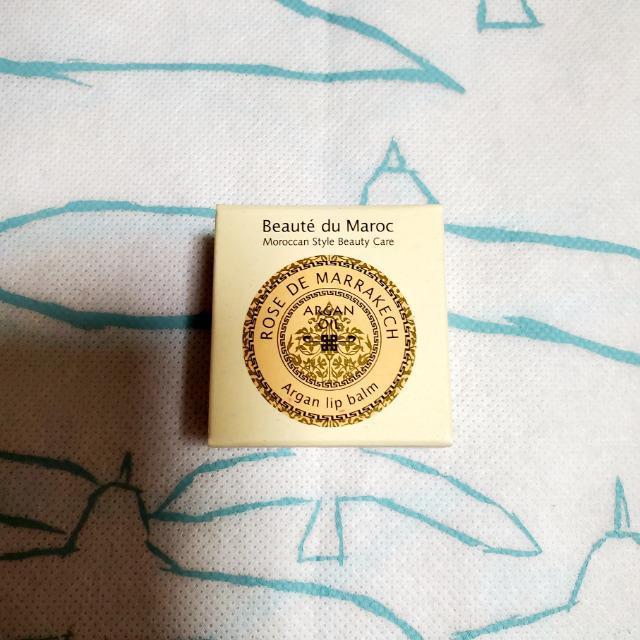 Beauté du Maroc
Moroccan Style Beauty Care
ROSE DE MARRAKECH
ARGAN
OIL
Argan lip balm